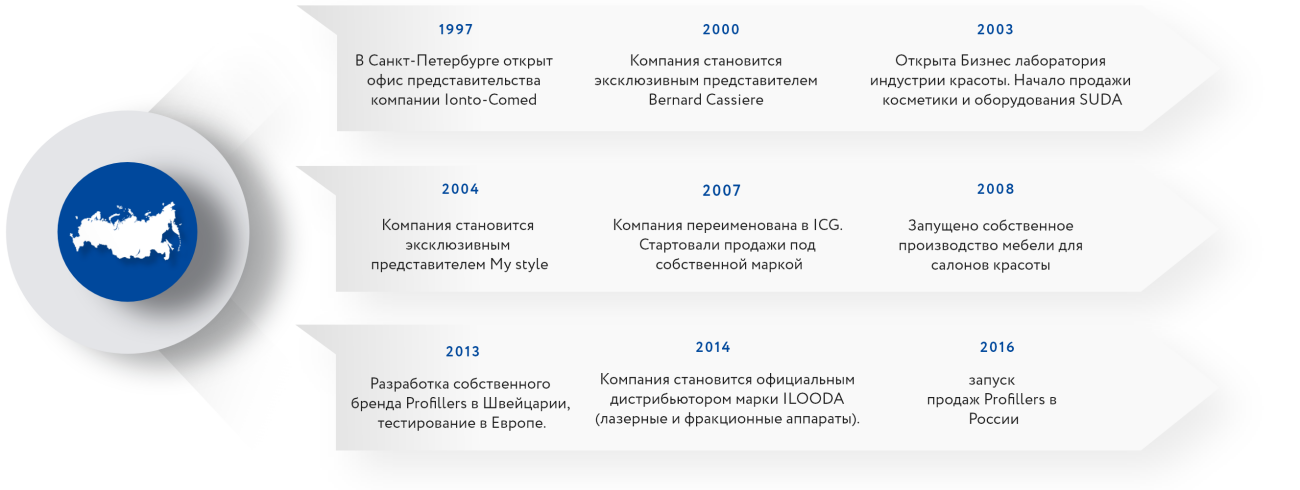 1997
В Санкт-Петербурге открыт
офис представительства
компании Ionto-Comed
2000
Компания становится
эксклюзивным представителем
Bernard Cassiere
2003
Открыта Бизнес лаборатория
индустрии красоты. Начало продажи
косметики и оборудования SUDA
2004
Компания становится
эксклюзивным
представителем My style
2007
Компания переименована в ICG.
Стартовали продажи под
собственной маркой
2008
Запущено собственное
производство мебели для
салонов красоты
2013
Разработка собственного
бренда Profillers в Швейцарии,
тестирование в Европе.
2014
Компания становится официальным
дистрибьютором марки ILOODA
(лазерные и фракционные аппараты).
2016
запуск
продаж Profillers в
России